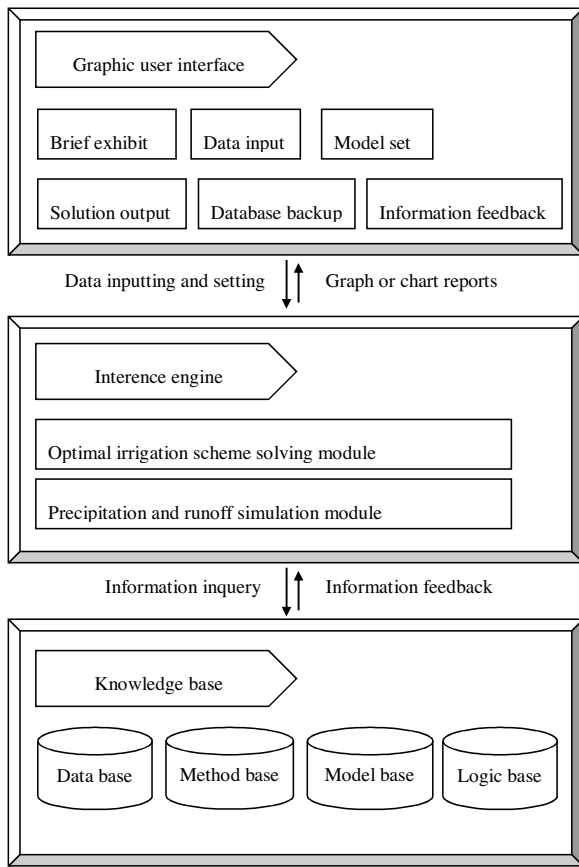 Graphic user interface
Brief exhibit
Data input
Model set
Solution output
Database backup
Information feedback
Data inputting and setting
Graph or chart reports
Interence engine
Optimal irrigation scheme solving module
Precipitation and runoff simulation module
Information inquery
Information feedback
Knowledge base
Data base
Method base
Model base
Logic base